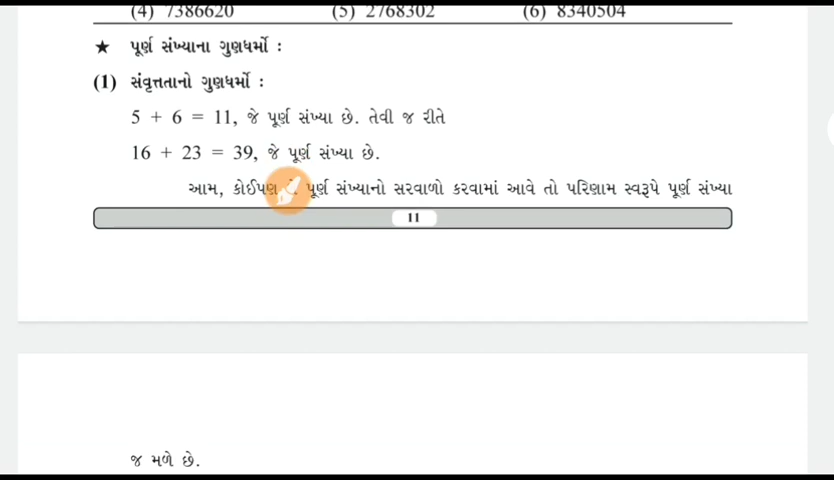 (4) 7386620 (5) 2768302 (6) 8340504
★ પૂર્ણ સંખ્યાના ગુણધર્મો :
(1) સંવૃત્તતાનો ગુણધર્મો :
5 + 6 = 11, જે પૂર્ણ સંખ્યા છે. તેવી જ રીતે
16 + 23 = 39, જે પૂર્ણ સંખ્યા છે.
આમ, કોઈપણ પૂર્ણ સંખ્યાનો સરવાળો કરવામાં આવે તો પરિણામ સ્વરૂપે પૂર્ણ સંખ્યા
11
જ મળે છે.